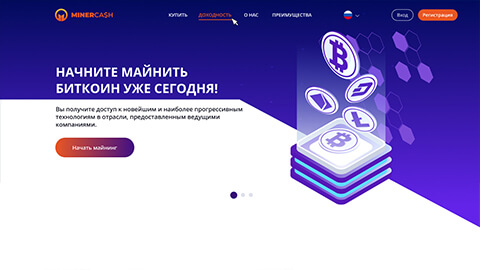 MINERCA$H
КУПИТЬ ДОХОДНОСТЬ О НАС ПРЕИМУЩЕСТВА Вход Регистрация
НАЧНИТЕ МАЙНИТЬ
БИТКОИН УЖЕ СЕГОДНЯ!
Вы получите доступ к новейшим и наиболее прогрессивным
технологиям в отрасли, предоставленным ведущими
компаниями.
Начать майнинг